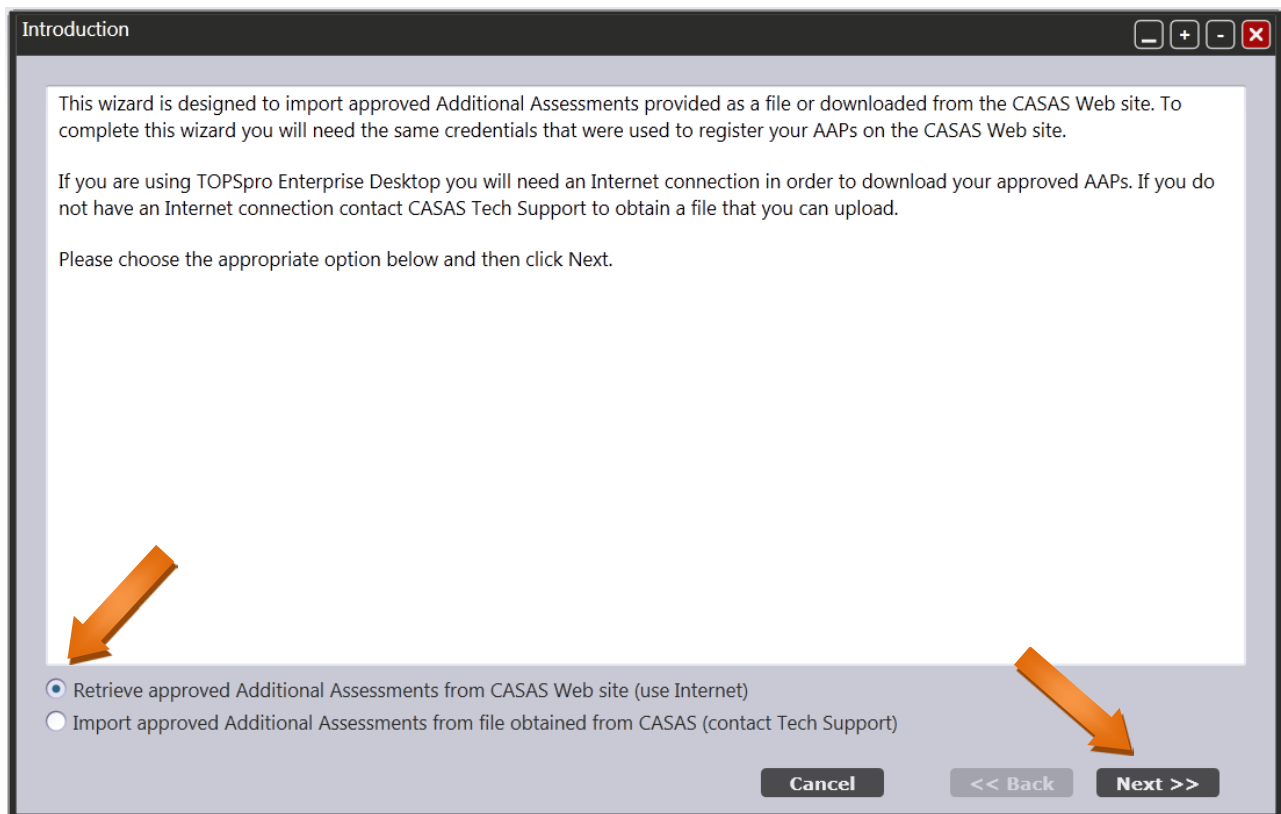 Introduction
This wizard is designed to import approved Additional Assessments provided as a file or downloaded from the CASAS Web site. To
complete this wizard you will need the same credentials that were used to register your AAPs on the CASAS Web site.
If you are using TOPSpro Enterprise Desktop you will need an Internet connection in order to download your approved AAPs. If you do
not have an Internet connection contact CASAS Tech Support to obtain a file that you can upload.
Please choose the appropriate option below and then click Next.
Retrieve approved Additional Assessments from CASAS Web site (use Internet)
Import approved Additional Assessments from file obtained from CASAS (contact Tech Support)
Cancel << Back Next >>